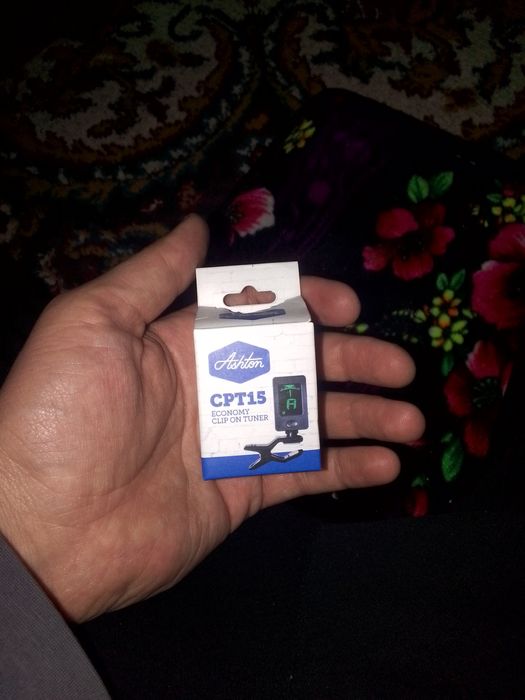 Ashton
CPT15
ECONOMY
CLIP ON TUNER
A